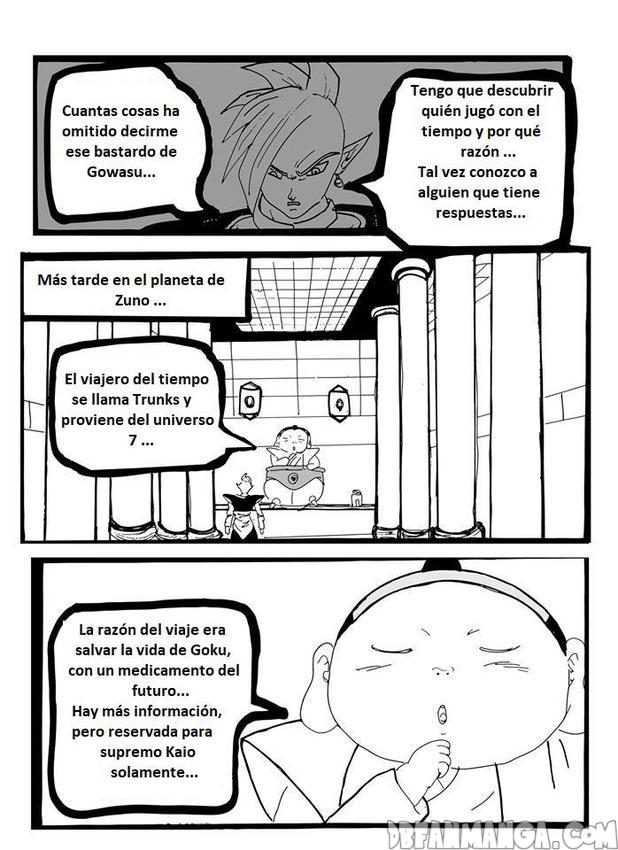 Cuantas cosas ha
omitido decirme
ese bastardo de
Gowasu...
Tengo que descubrir
quién jugó con el
tiempo y por qué
razón ...
Tal vez conozco a
alguien que tiene
respuestas...
Más tarde en el planeta de
Zuno ...
El viajero del tiempo
se llama Trunks y
proviene del universo
7 ...
La razón del viaje era
salvar la vida de Goku,
con un medicamento del
futuro...
Hay más información,
pero reservada para
supremo Kaio
solamente...
DBFANMANGA.COM